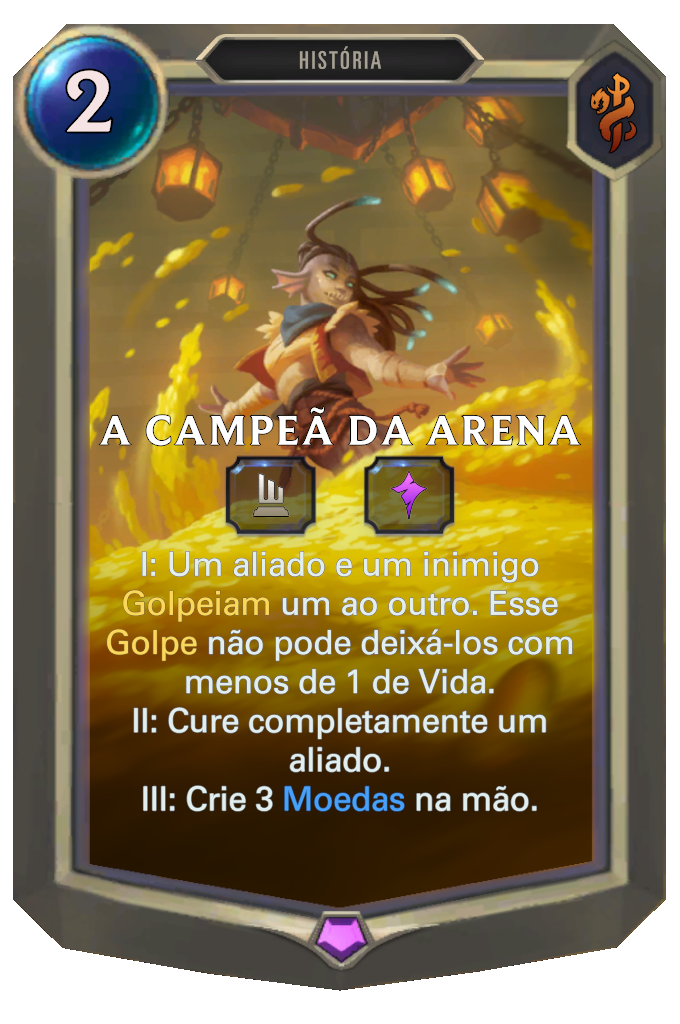 2
HISTÓRIA
A CAMPEÃ DA ARENA
I: Um aliado e um inimigo
Golpeiam um ao outro. Esse
Golpe não pode deixá-los com
menos de 1 de Vida.
II: Cure completamente um
aliado.
III: Crie 3 Moedas na mão.